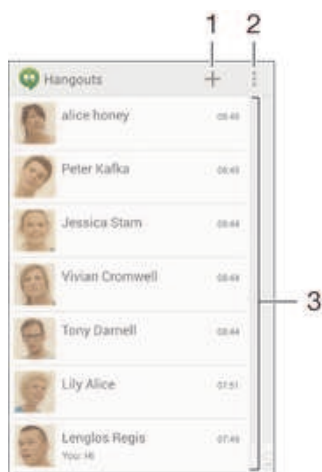 1 2
Hangouts
alice honey 08:45
Peter Kafka 08:45
Jessica Stam 08:44
Vivian Cromwell 08:44
3
Tony Darnell 08:44
Lily Alice 07:51
Lenglos Regis 07:49
You: Hi